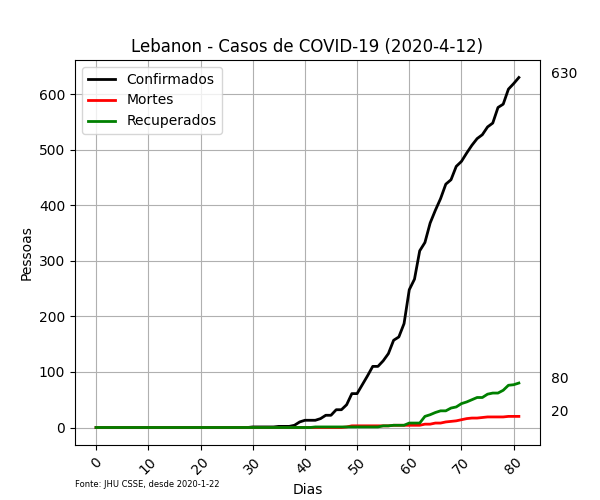 Lebanon - Casos de COVID-19 (2020-4-12)
Confirmados
Mortes
Recuperados
630
80
20
600
500
400
300
200
100
0
Pessoas
0 10 20 30 40 50 60 70 80
Dias
Fonte: JHU CSSE, desde 2020-1-22